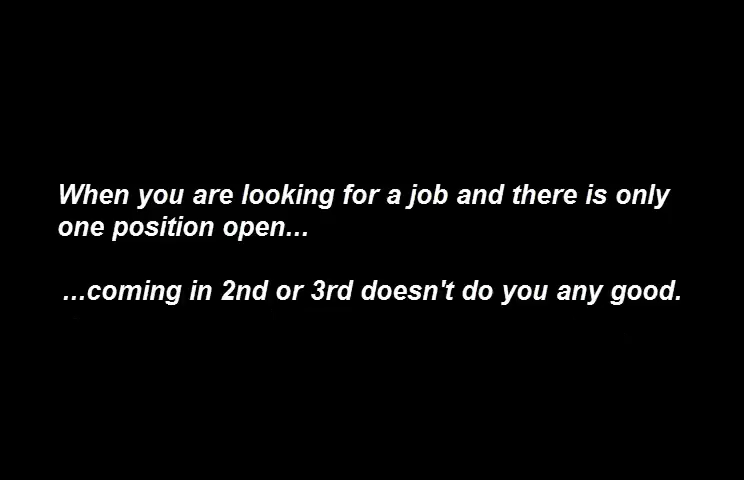 When you are looking for a job and there is only
one position open...
...coming in 2nd or 3rd doesn't do you any good.